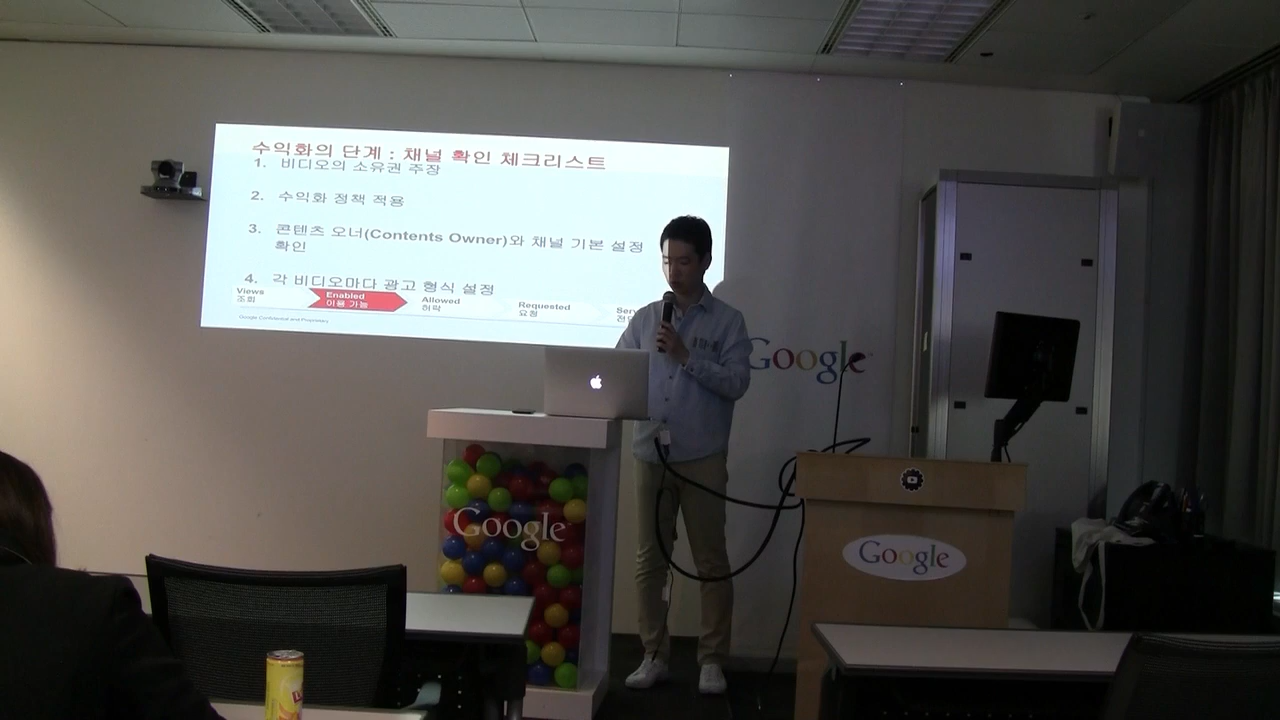 수익화의 단계 : 채널 확인 체크리스트
1. 비디오의 소유권 주장
2. 수익화 정책 적용
3. 콘텐츠 오너(Contents Owner)와 채널 기본 설정
확인
4. 각 비디오마다 광고 형식 설정
Views
조회
Enabled
이용 가능
Allowed
허락
Requested
요청
Google Confidential and Proprietary
Google
Google
Google